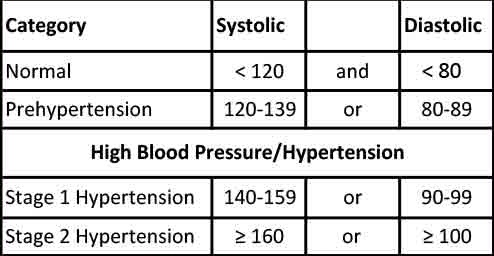 Category Systolic Diastolic
Normal < 120 and < 80
Prehypertension 120-139 or 80-89
High Blood Pressure/Hypertension
Stage 1 Hypertension 140-159 or 90-99
Stage 2 Hypertension ≥ 160 or ≥ 100